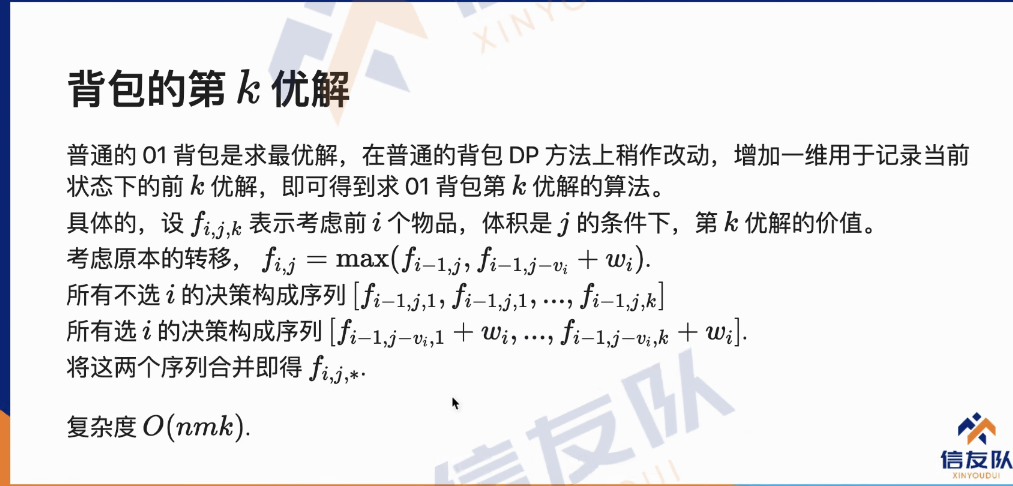 XINYO
背包的第 k 优解
普通的 01 背包是求最优解，在普通的背包 DP 方法上稍作改动，增加一维用于记录当前
状态下的前 k 优解，即可得到求 01 背包第 k 优解的算法。
具体的，设 f_{i,j,k} 表示考虑前 i 个物品，体积是 j 的条件下，第 k 优解的价值。
考虑原本的转移， f_{i,j} = max(f_{i−1,j}, f_{i−1,j−v_i} + w_i).
所有不选 i 的决策构成序列 [f_{i−1,j,1}, f_{i−1,j,1}, ..., f_{i−1,j,k}]
所有选 i 的决策构成序列 [f_{i−1,j−v_i,1} + w_i, ..., f_{i−1,j−v_i,k} + w_i].
将这两个序列合并即得 f_{i,j,*}.
复杂度 O(nmk).
信友队
信友队
XINYOUDUI